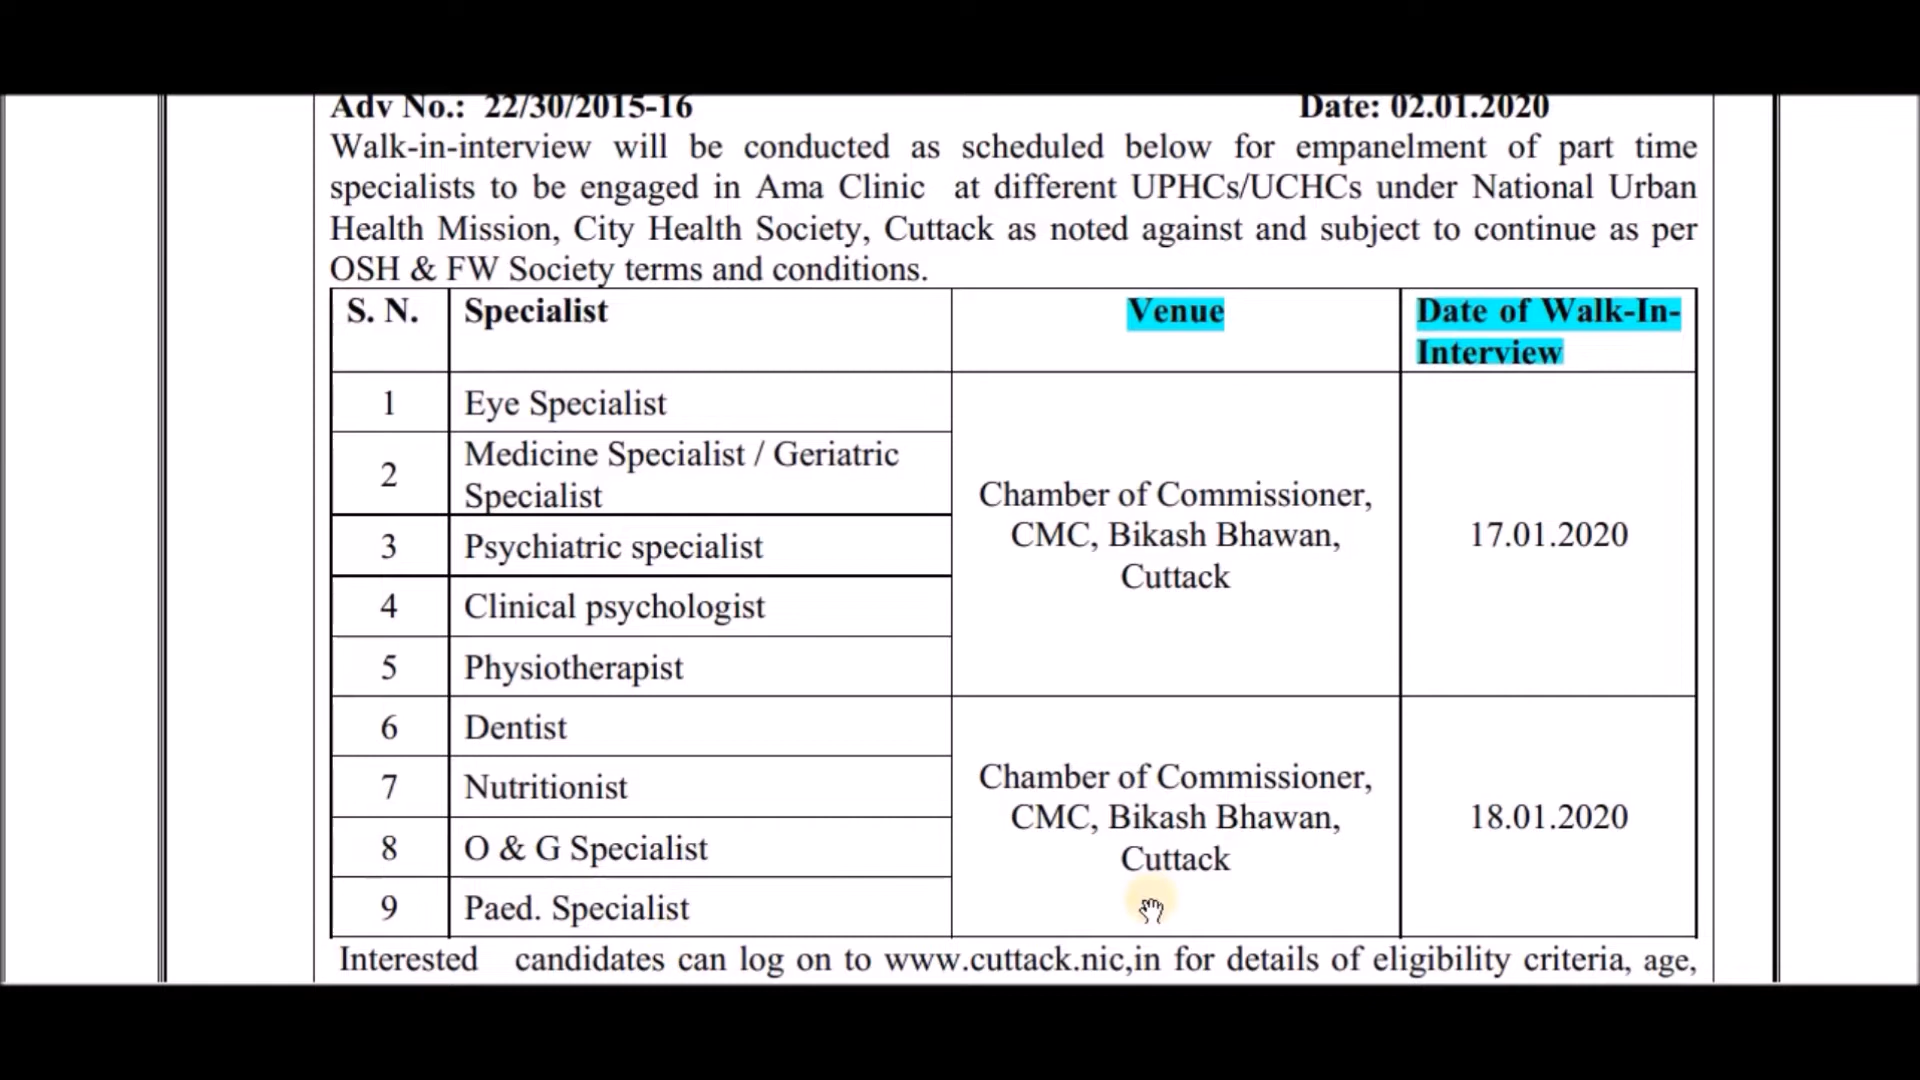 Adv No.: 22/30/2015-16 Date: 02.01.2020
Walk-in-interview will be conducted as scheduled below for empanelment of part time
specialists to be engaged in Ama Clinic at different UPHCs/UCHCs under National Urban
Health Mission, City Health Society, Cuttack as noted against and subject to continue as per
OSH & FW Society terms and conditions.
S. N. Specialist Venue Date of Walk-In-
Interview
1 Eye Specialist
2 Medicine Specialist / Geriatric
Specialist
3 Psychiatric specialist
4 Clinical psychologist
5 Physiotherapist
Chamber of Commissioner,
CMC, Bikash Bhawan,
Cuttack
17.01.2020
6 Dentist
7 Nutritionist
8 O & G Specialist
9 Paed. Specialist
Chamber of Commissioner,
CMC, Bikash Bhawan,
Cuttack
18.01.2020
Interested candidates can log on to www.cuttack.nic,in for details of eligibility criteria, age,